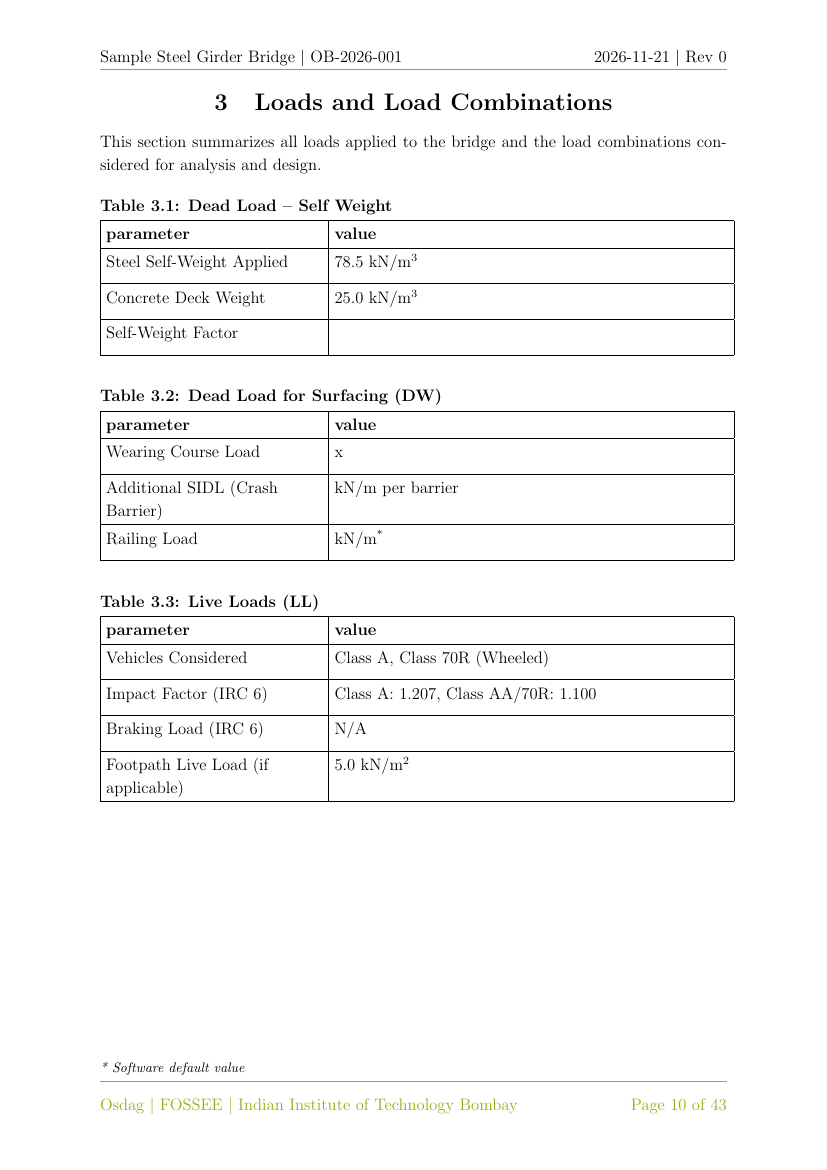 Sample Steel Girder Bridge | OB-2026-001 2026-11-21 | Rev 0
3 Loads and Load Combinations
This section summarizes all loads applied to the bridge and the load combinations con-
sidered for analysis and design.
Table 3.1: Dead Load – Self Weight
parameter value
Steel Self-Weight Applied 78.5 kN/m³
Concrete Deck Weight 25.0 kN/m³
Self-Weight Factor
Table 3.2: Dead Load for Surfacing (DW)
parameter value
Wearing Course Load x
Additional SIDL (Crash kN/m per barrier
Barrier)
Railing Load kN/m*
Table 3.3: Live Loads (LL)
parameter value
Vehicles Considered Class A, Class 70R (Wheeled)
Impact Factor (IRC 6) Class A: 1.207, Class AA/70R: 1.100
Braking Load (IRC 6) N/A
Footpath Live Load (if 5.0 kN/m²
applicable)
* Software default value
Osdag | FOSSEE | Indian Institute of Technology Bombay Page 10 of 43